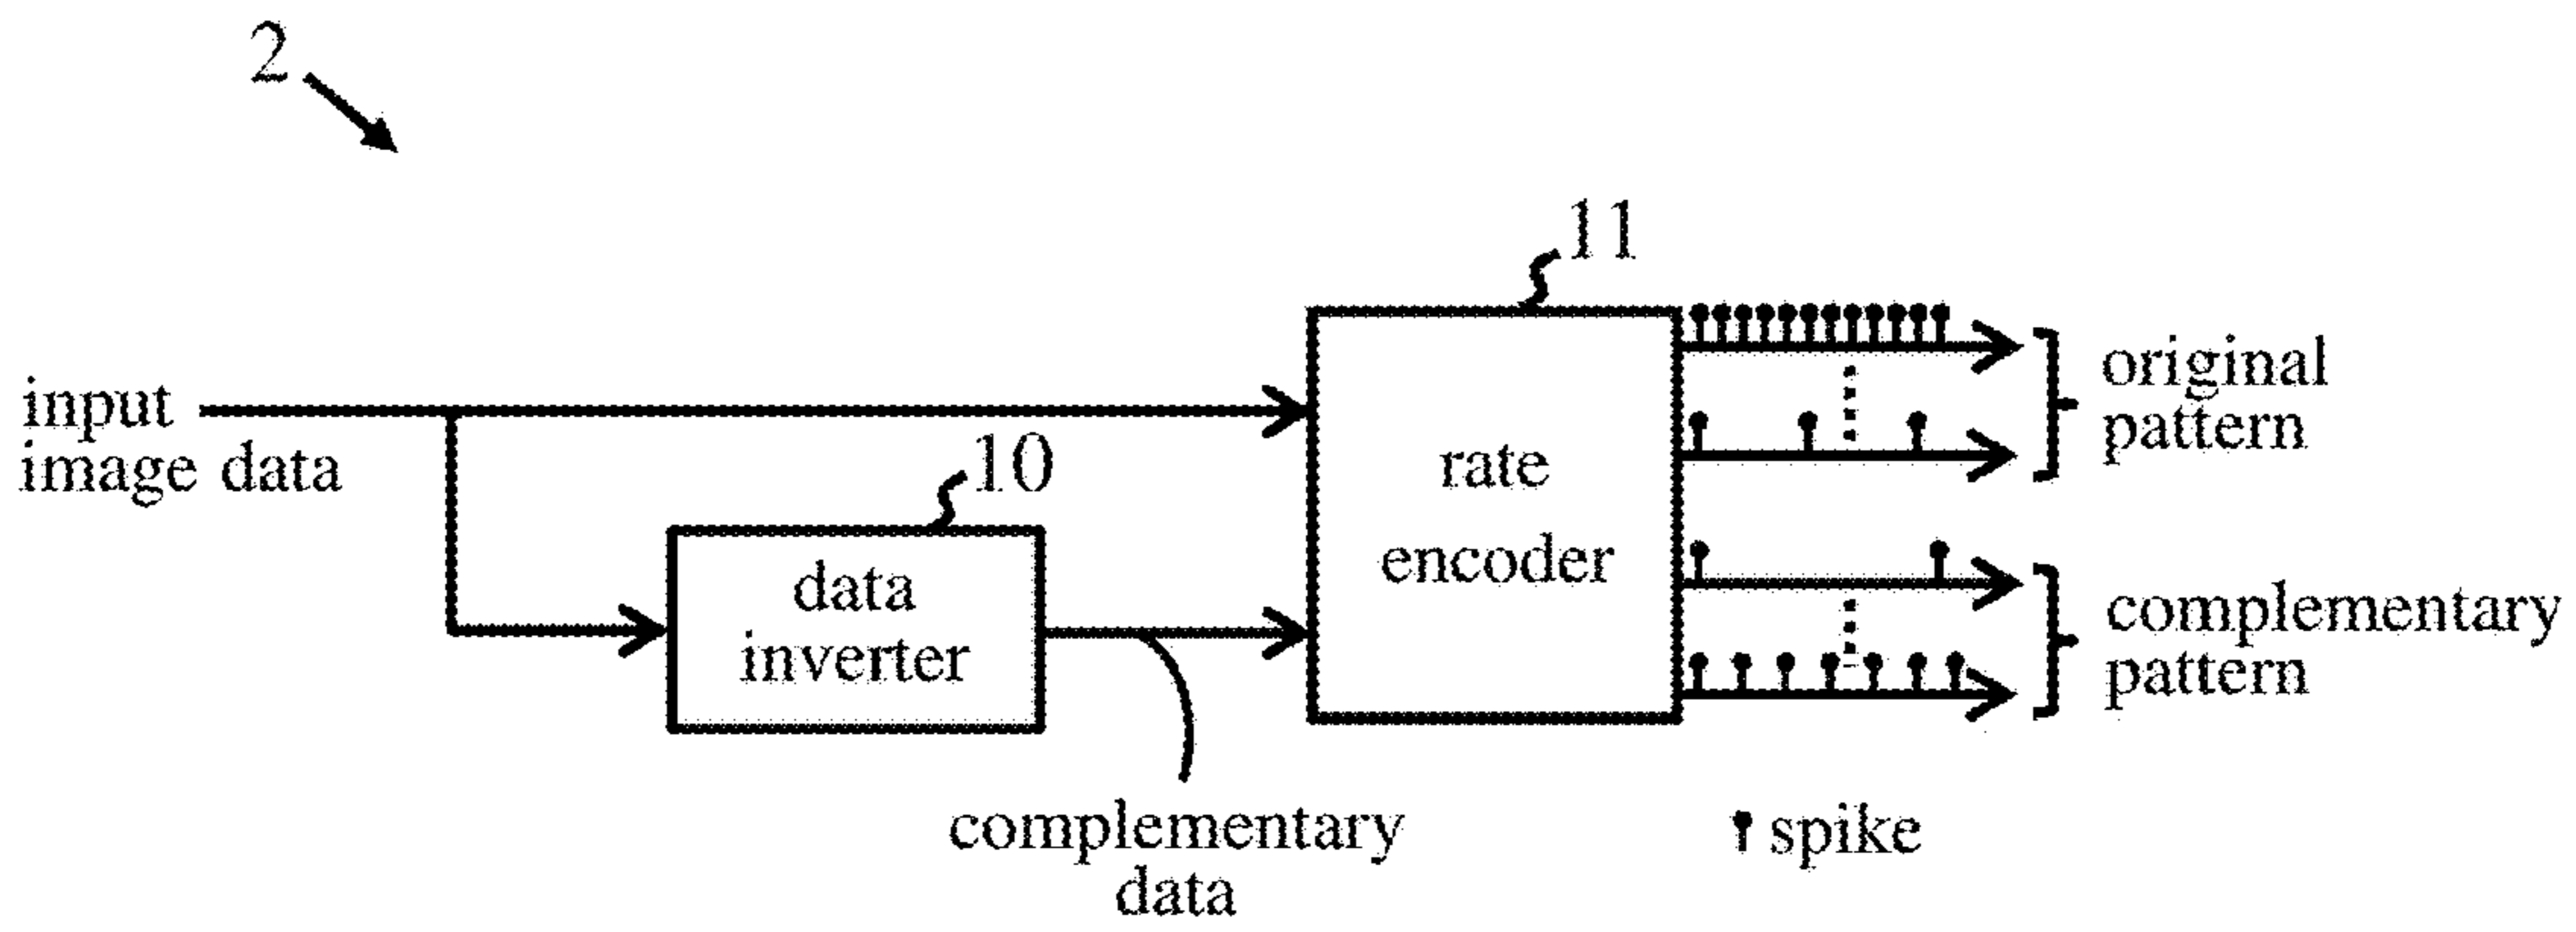 2
11
input
image data
10
data
inverter
rate
encoder
original
pattern
complementary
pattern
complementary
data
spike